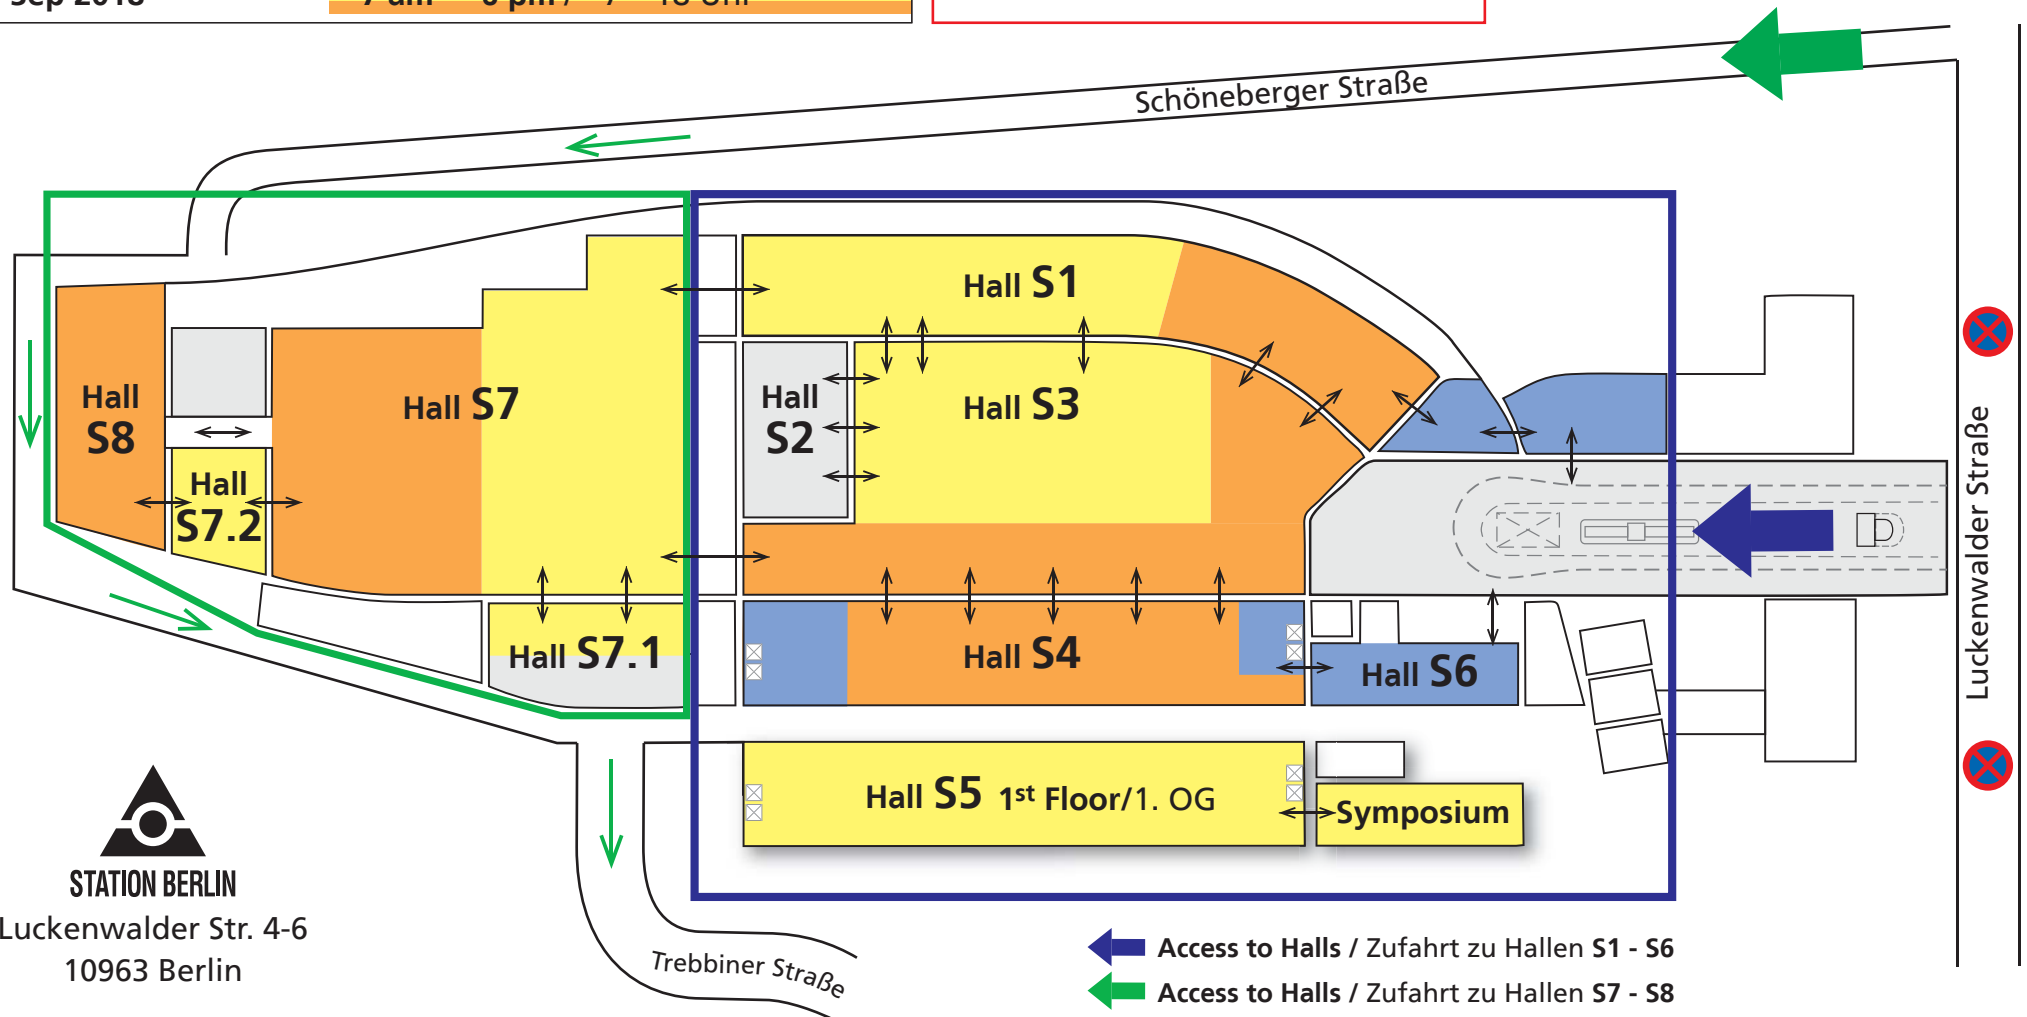 Schöneberger Straße
Hall S1
Hall
S8
Hall S7
Hall
S2
Hall S3
Hall
S7.2
Luckenwalder Straße
Hall S7.1
Hall S4
Hall S6
Hall S5 1st Floor/1. OG
Symposium
STATION BERLIN
Luckenwalder Str. 4-6
10963 Berlin
Trebbiner Straße
Access to Halls / Zufahrt zu Hallen S1 - S6
Access to Halls / Zufahrt zu Hallen S7 - S8